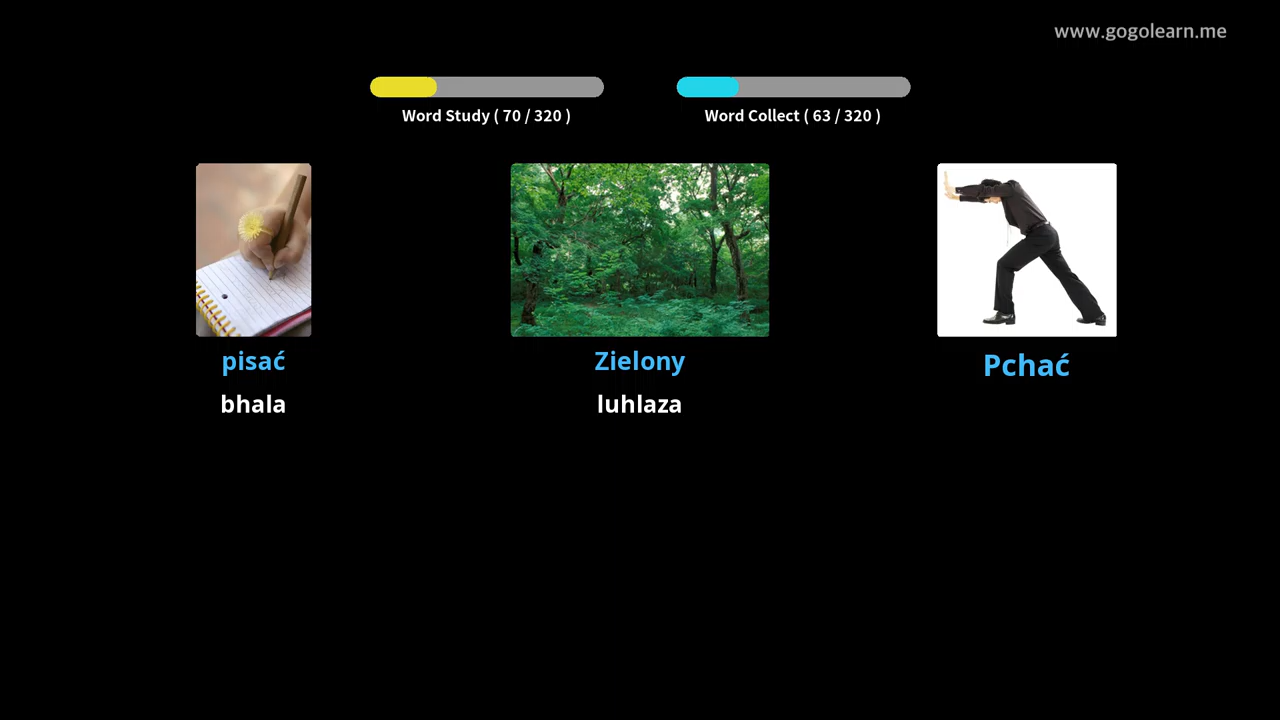 www.gogolearn.me
Word Study ( 70 / 320 )
Word Collect ( 63 / 320 )
pisać
bhala
Zielony
luhlaza
Pchać